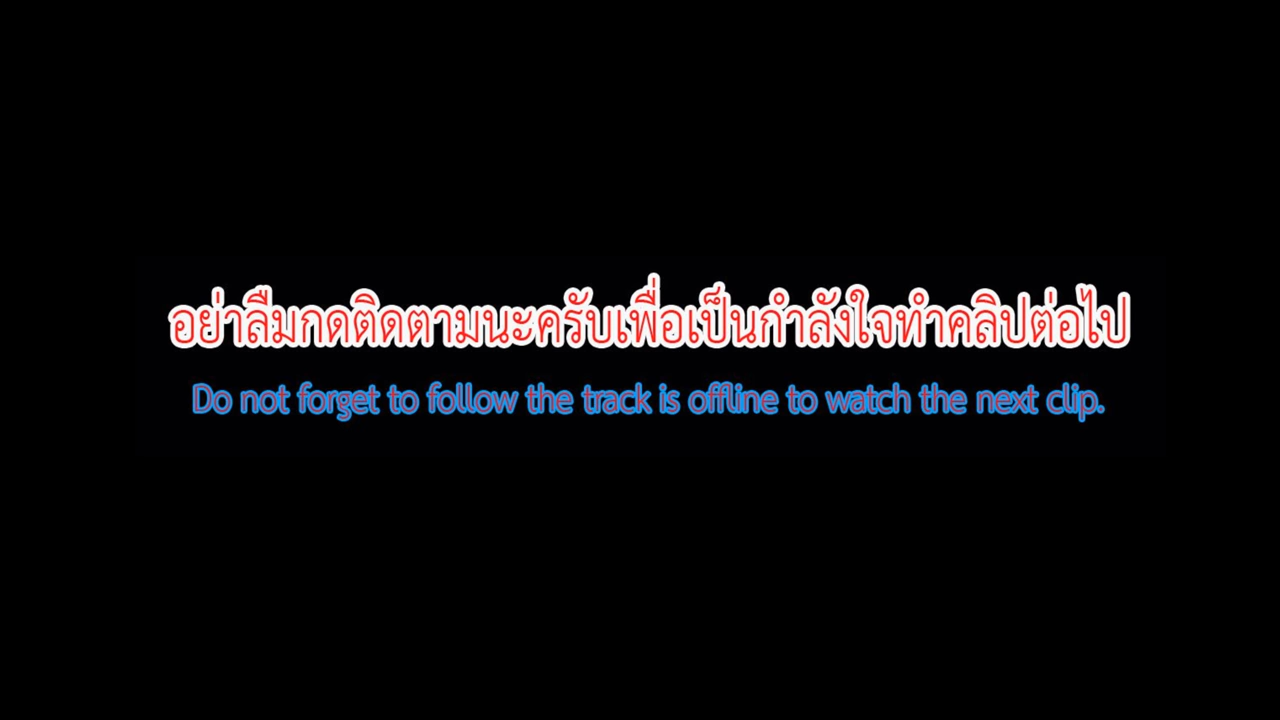 อย่าลืมกดติดตามนะครับเพื่อเป็นกำลังใจทำคลิปต่อไป
Do not forget to follow the track is offline to watch the next clip.